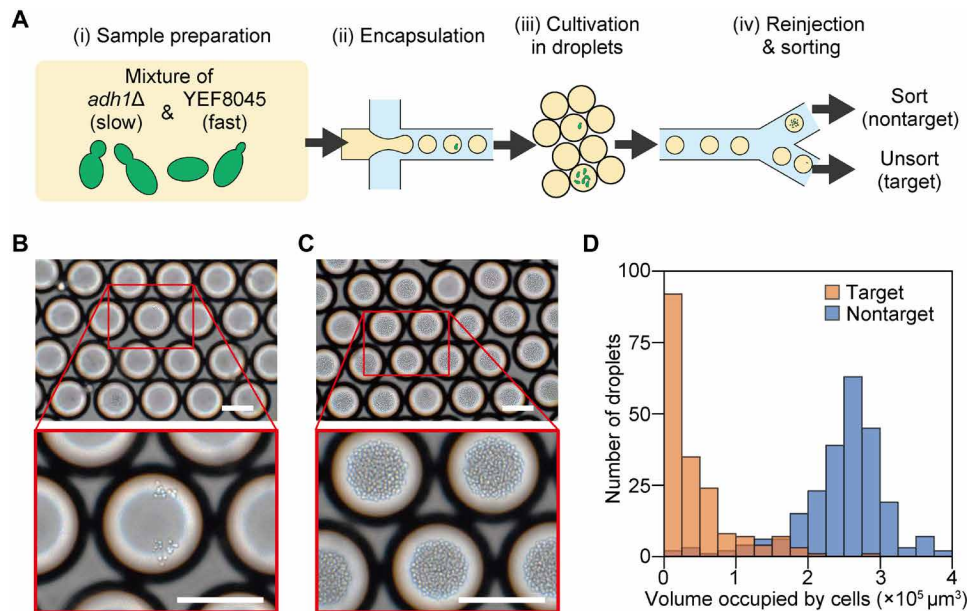 A
(i) Sample preparation
(ii) Encapsulation
(iii) Cultivation
in droplets
(iv) Reinjection
& sorting
Mixture of
adh1Δ & YEF8045
(slow) (fast)
Sort
(nontarget)
Unsort
(target)
B
C
D
100
75
50
25
0
Number of droplets
Target
Nontarget
0 1 2 3 4
Volume occupied by cells (×10⁵ μm³)